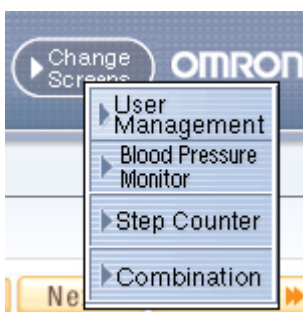 Change
Screens
OMRON
User
Management
Blood Pressure
Monitor
Step Counter
Combination
Ne